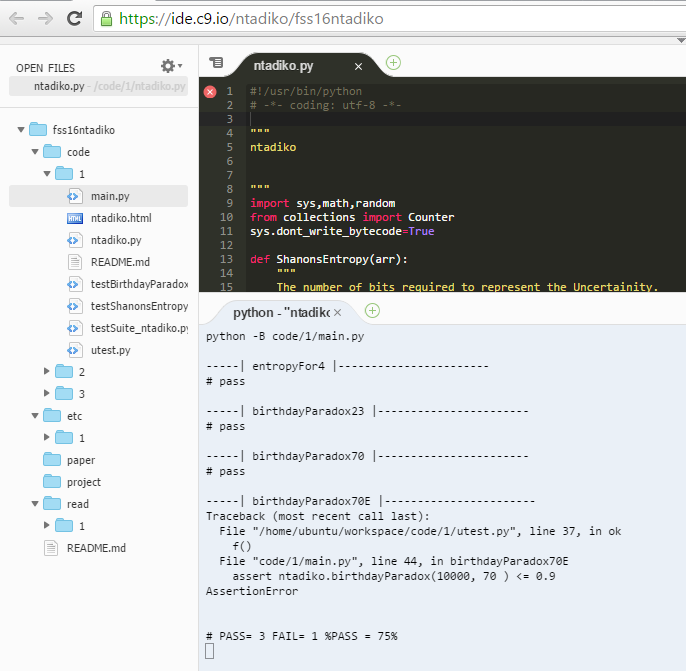 https://ide.c9.io/ntadiko/fss16ntadiko
OPEN FILES
ntadiko.py - /code/1/ntadiko.py
fss16ntadiko
code
1
main.py
ntadiko.html
ntadiko.py
README.md
testBirthdayParadox
testShanonsEntropy
testSuite_ntadiko.py
utest.py
2
3
etc
1
paper
project
read
1
README.md
ntadiko.py ×
1 #!/usr/bin/python
2 # -*- coding: utf-8 -*-
3
4 """
5 ntadiko
6
7
8 """
9 import sys,math,random
10 from collections import Counter
11 sys.dont_write_bytecode=True
12
13 def ShanonsEntropy(arr):
14 """
15 The number of bits required to represent the Uncertainity.
python - "ntadikc ×
python -B code/1/main.py
-----| entropyFor4 |-----------------------
# pass
-----| birthdayParadox23 |-----------------------
# pass
-----| birthdayParadox70 |-----------------------
# pass
-----| birthdayParadox70E |-----------------------
Traceback (most recent call last):
File "/home/ubuntu/workspace/code/1/utest.py", line 37, in ok
f()
File "code/1/main.py", line 44, in birthdayParadox70E
assert ntadiko.birthdayParadox(10000, 70 ) <= 0.9
AssertionError
# PASS= 3 FAIL= 1 %PASS = 75%